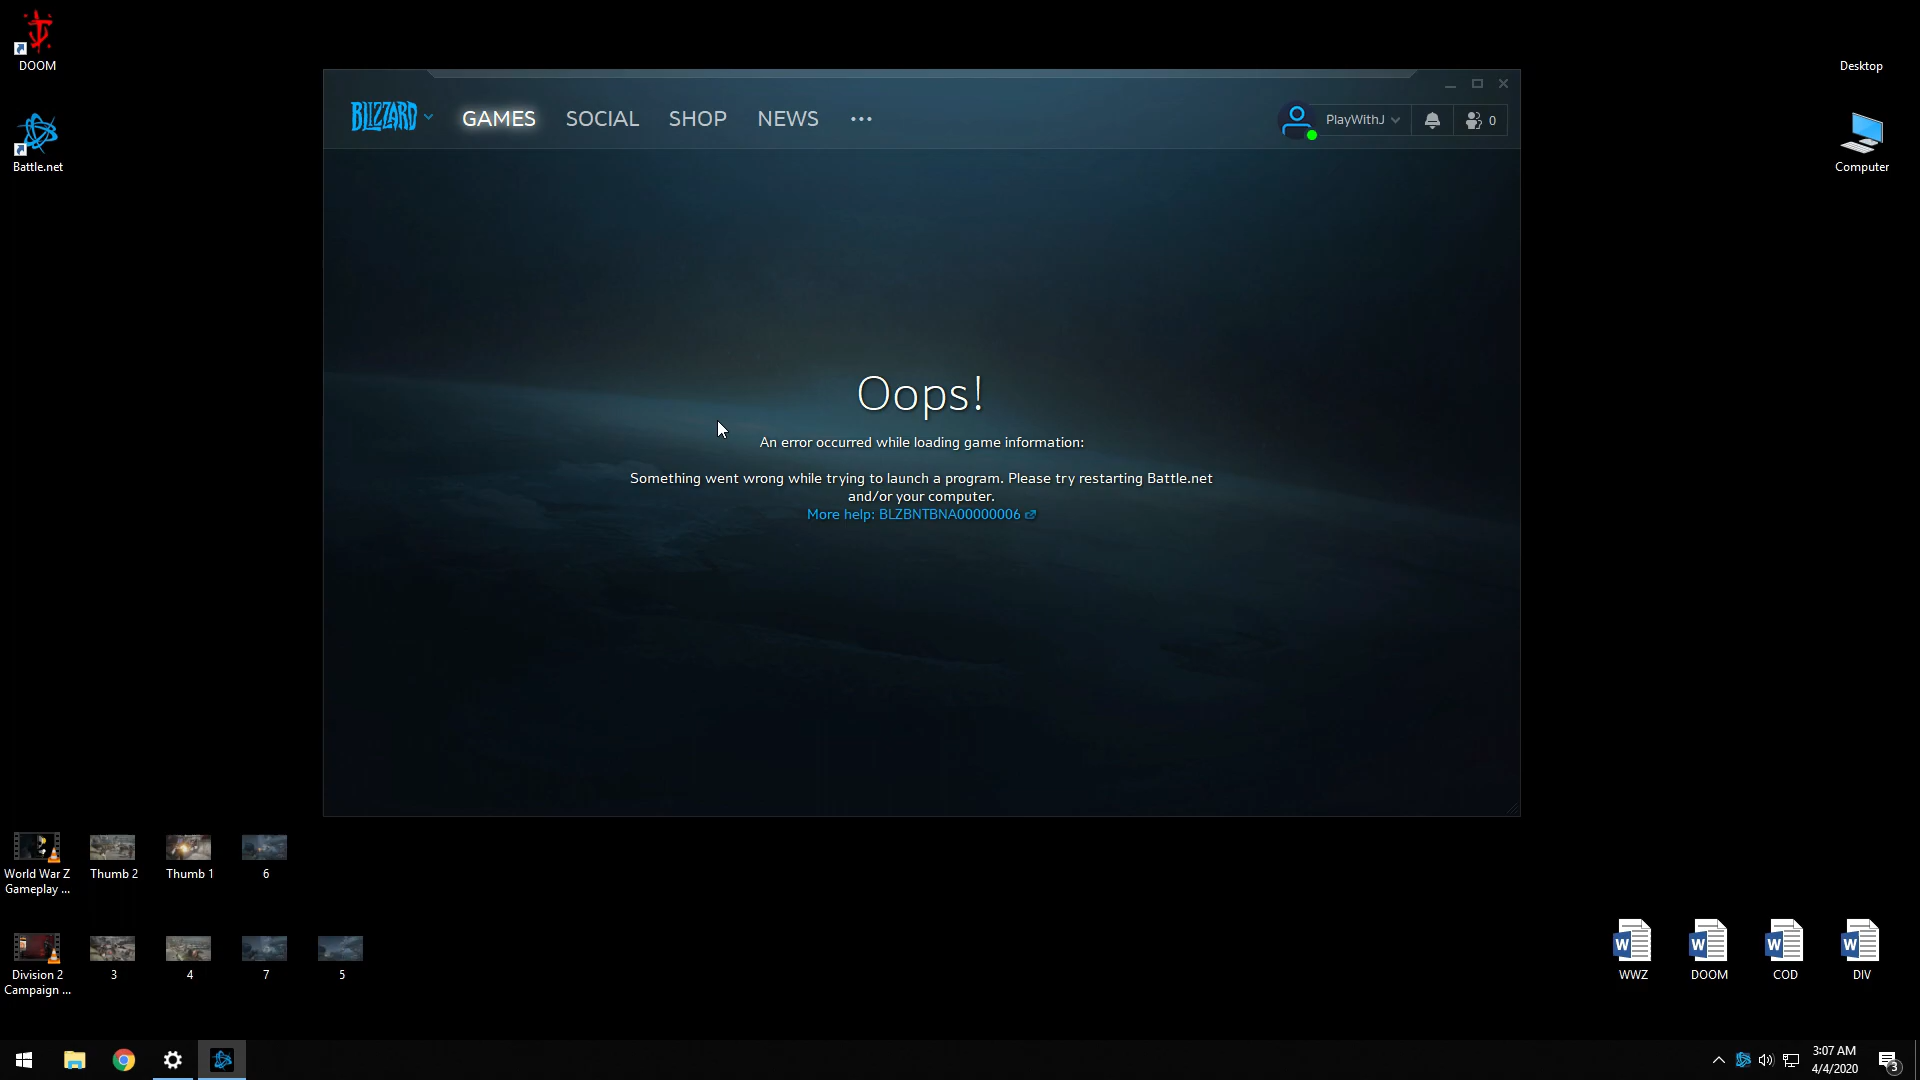 DOOM
Desktop
Battle.net
Computer
BLIZZARD
GAMES SOCIAL SHOP NEWS
PlayWithJ
0
Oops!
An error occurred while loading game information:
Something went wrong while trying to launch a program. Please try restarting Battle.net
and/or your computer.
More help: BLZBNTBNA00000006
World War Z
Gameplay ...
Thumb 2
Thumb 1
6
Division 2
Campaign ...
3
4
7
5
WWZ
DOOM
COD
DIV
3:07 AM
4/4/2020
3